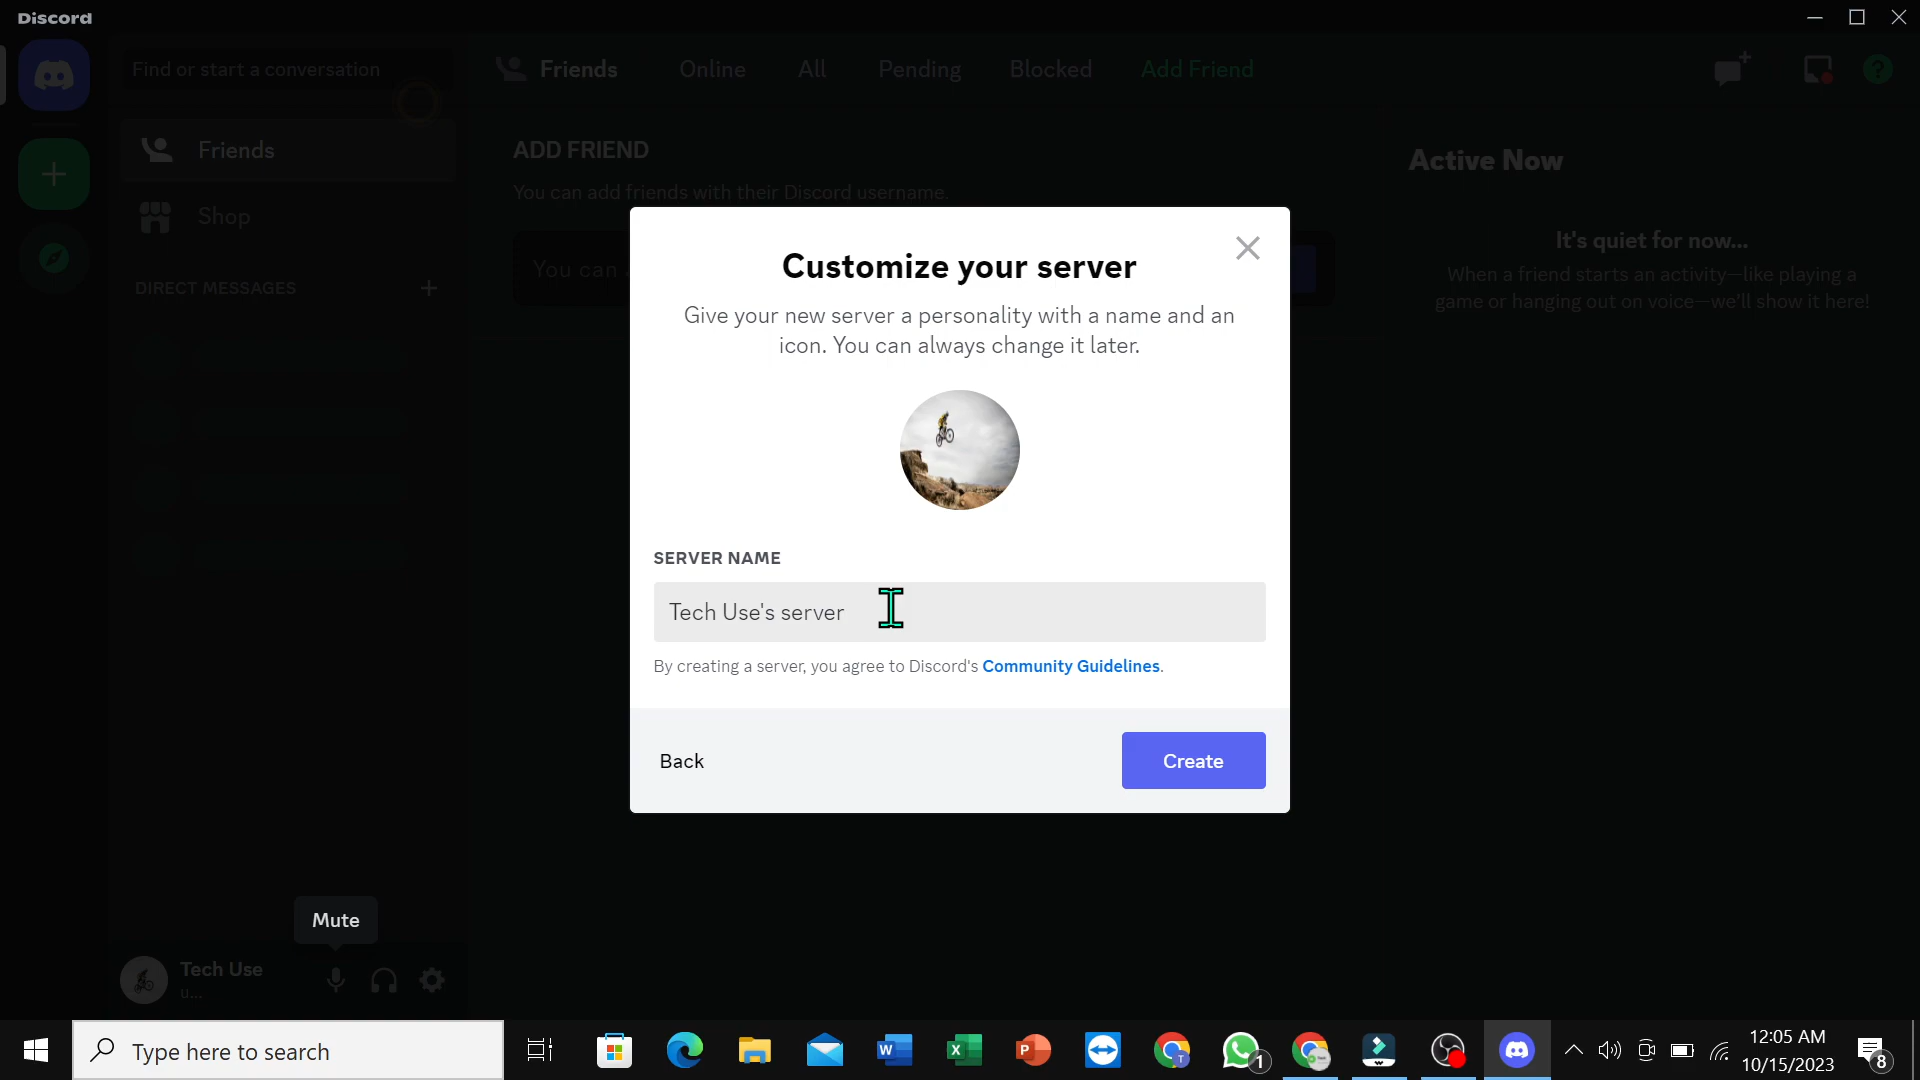 Discord
Find or start a conversation
Friends
Online
All
Pending
Blocked
Add Friend
?
Friends
Shop
DIRECT MESSAGES
ADD FRIEND
You can add friends with their Discord username.
You can
Active Now
It's quiet for now...
When a friend starts an activity—like playing a
game or hanging out on voice—we'll show it here!
Customize your server
Give your new server a personality with a name and an
icon. You can always change it later.
SERVER NAME
Tech Use's server
By creating a server, you agree to Discord's Community Guidelines.
Back
Create
Mute
Tech Use
u...
Type here to search
W
X
P
T
1
12:05 AM
10/15/2023
8